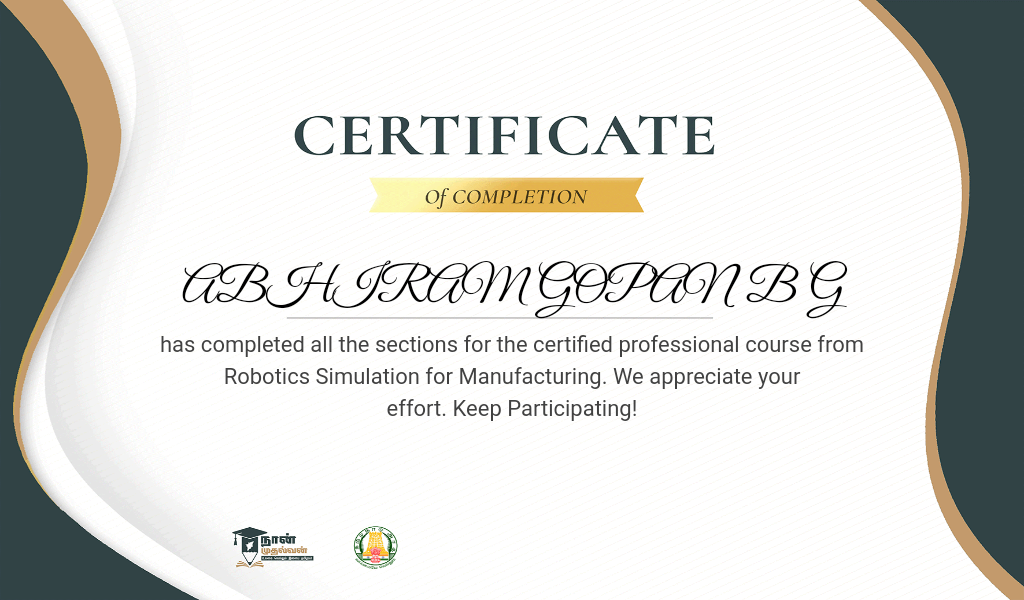 CERTIFICATE
Of COMPLETION
ABHIRAM GOPAN B G
has completed all the sections for the certified professional course from
Robotics Simulation for Manufacturing. We appreciate your
effort. Keep Participating!
நான்
முதல்வன்